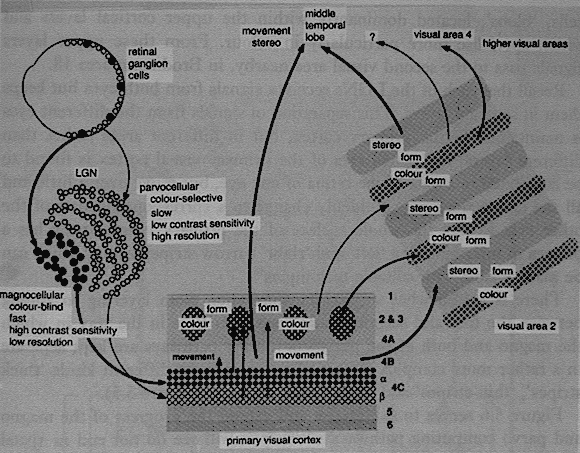 retinal
ganglion
cells
movement
stereo
middle
temporal
lobe
?
visual area 4
higher visual areas
LGN
parvocellular
colour-selective
slow
low contrast sensitivity
high resolution
magnocellular
colour-blind
fast
high contrast sensitivity
low resolution
stereo
form
colour
form
stereo
form
colour
form
stereo
form
colour
visual area 2
1
form
form
2 & 3
colour
colour
4A
movement
movement
4B
α
4C
β
5
6
primary visual cortex